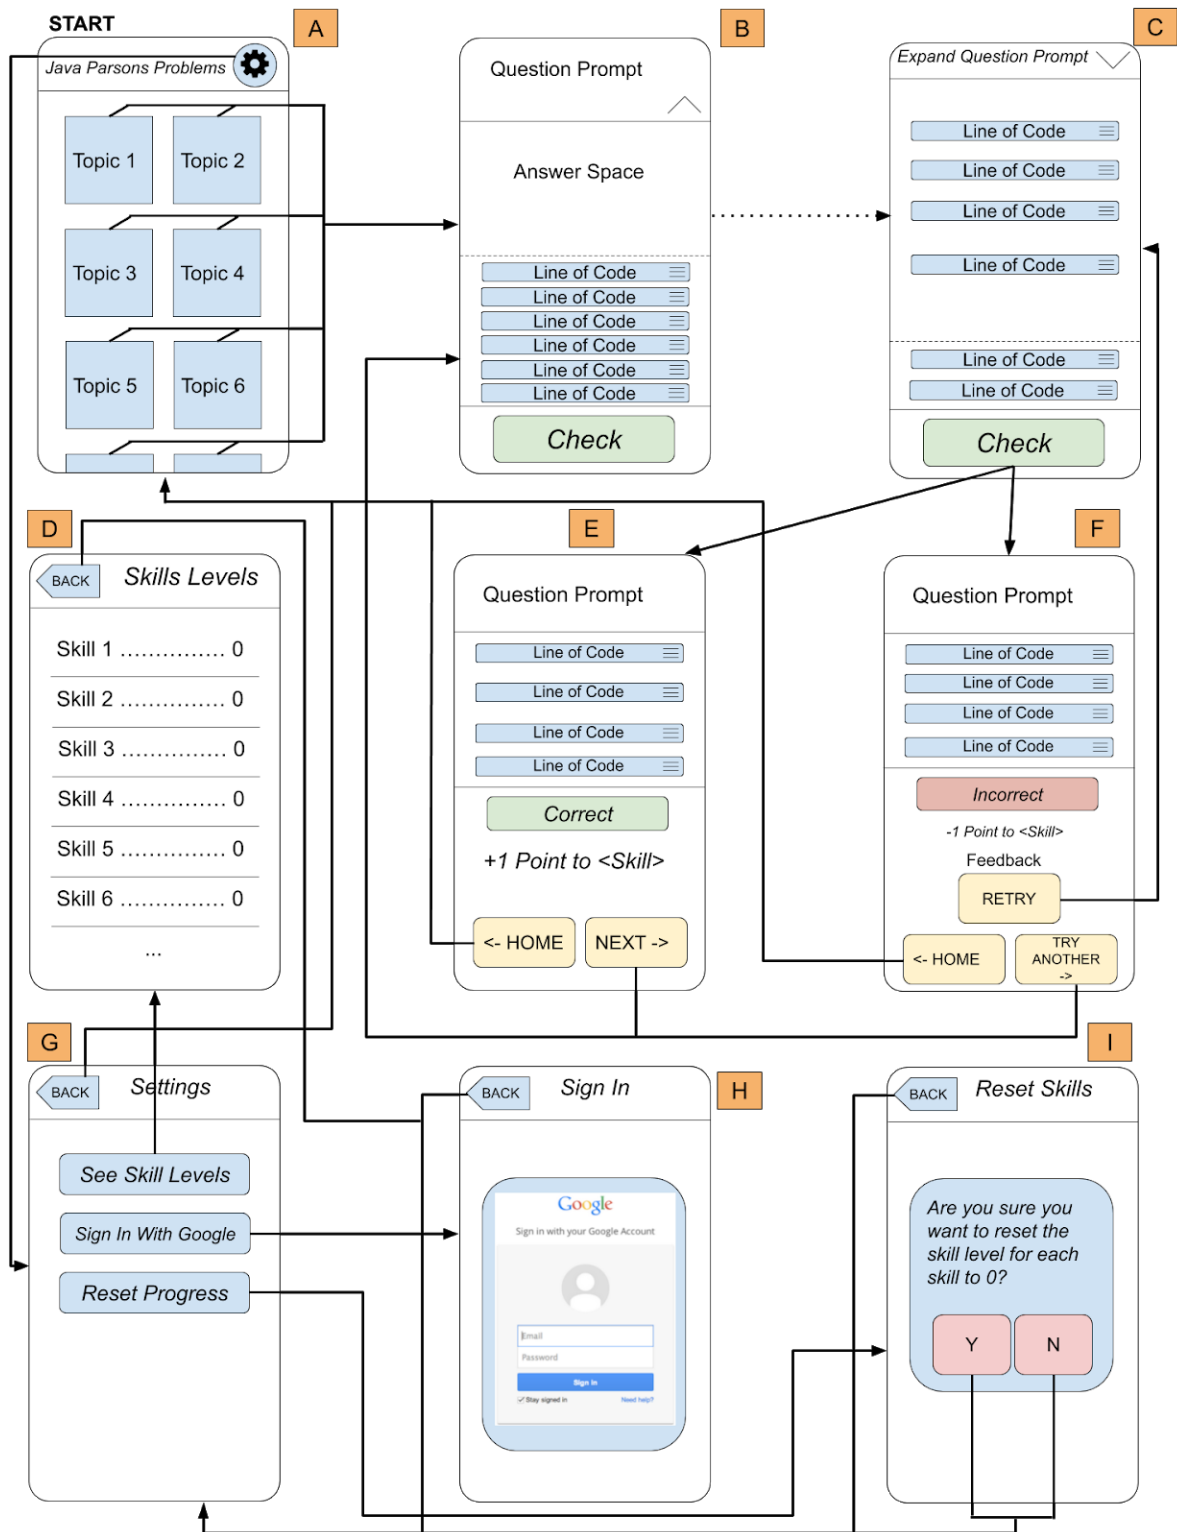 START
A
Java Parsons Problems
Topic 1
Topic 2
Topic 3
Topic 4
Topic 5
Topic 6
B
Question Prompt
Answer Space
Line of Code
Line of Code
Line of Code
Line of Code
Line of Code
Line of Code
Check
C
Expand Question Prompt
Line of Code
Line of Code
Line of Code
Line of Code
Line of Code
Line of Code
Check
D
BACK
Skills Levels
Skill 1 ............... 0
Skill 2 ............... 0
Skill 3 ............... 0
Skill 4 ............... 0
Skill 5 ............... 0
Skill 6 ............... 0
...
E
Question Prompt
Line of Code
Line of Code
Line of Code
Line of Code
Correct
+1 Point to <Skill>
<- HOME
NEXT ->
F
Question Prompt
Line of Code
Line of Code
Line of Code
Line of Code
Incorrect
-1 Point to <Skill>
Feedback
RETRY
<- HOME
TRY
ANOTHER
->
G
BACK
Settings
See Skill Levels
Sign In With Google
Reset Progress
H
BACK
Sign In
Google
Sign in with your Google Account
Email
Password
Sign in
Stay signed in
Need help?
I
BACK
Reset Skills
Are you sure you
want to reset the
skill level for each
skill to 0?
Y
N